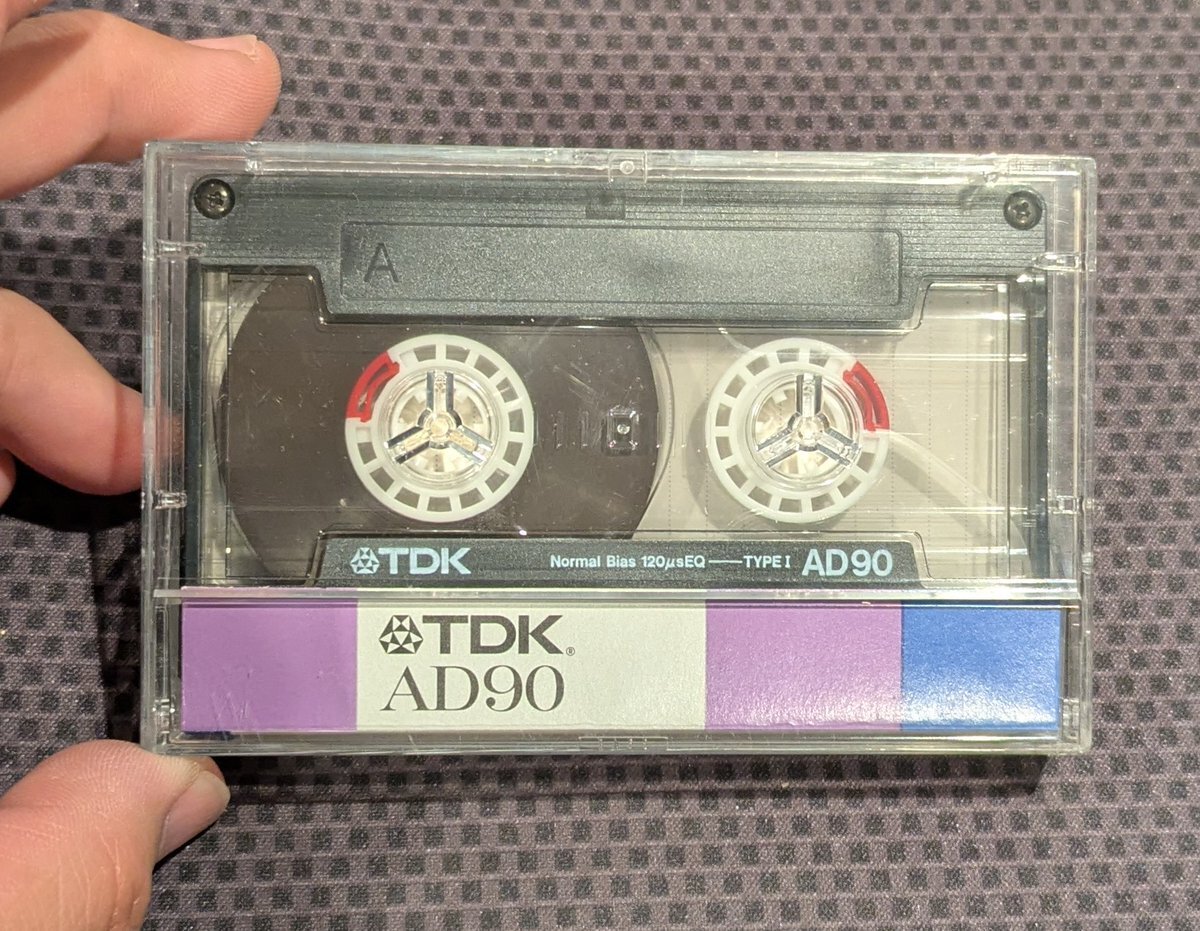 A
TDK
Normal Bias 120μsEQ — TYPE I AD90
TDK®
AD90